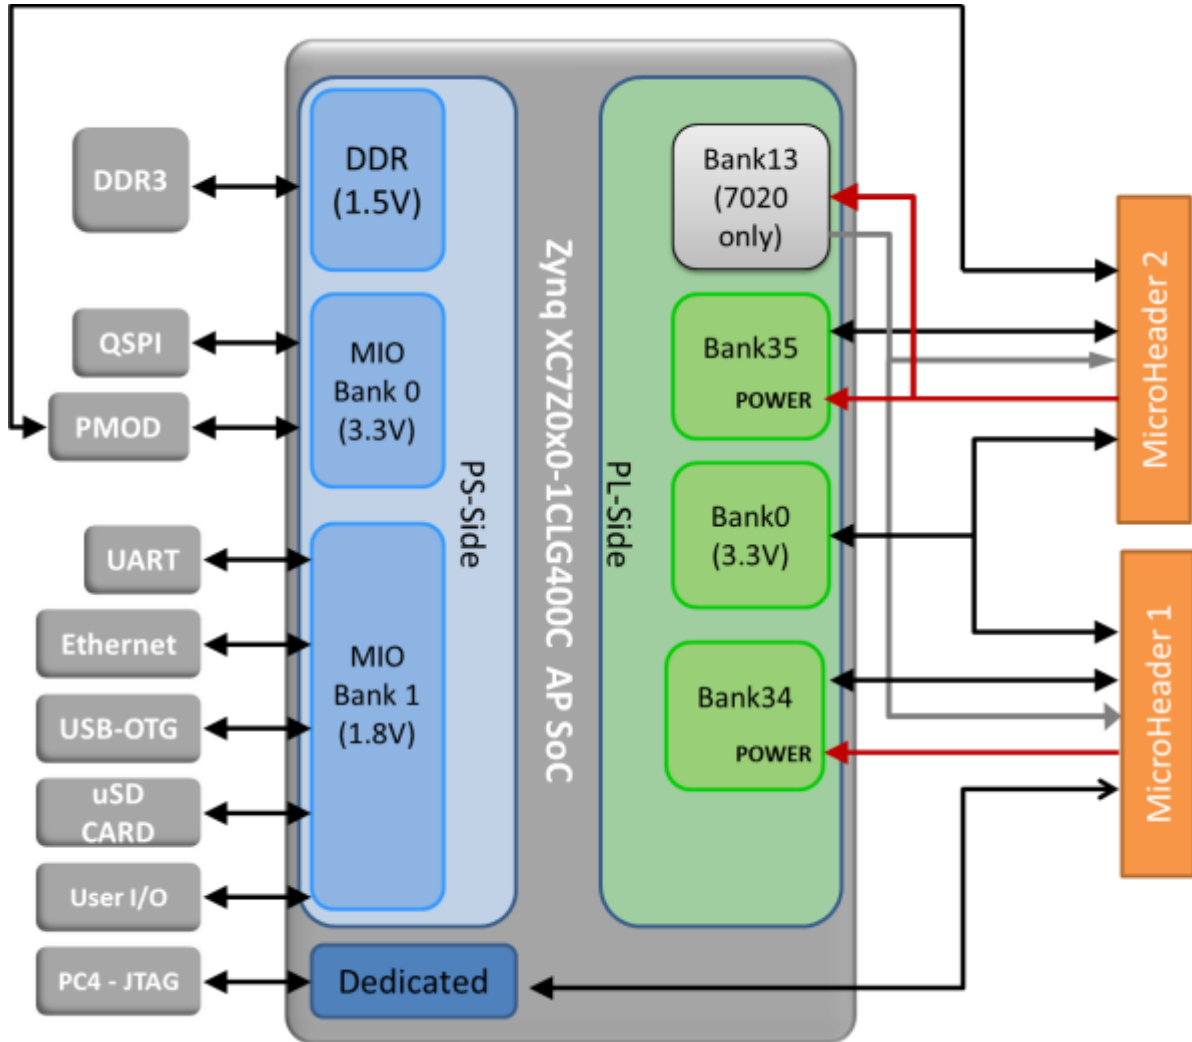 DDR3
QSPI
PMOD
UART
Ethernet
USB-OTG
uSD
CARD
User I/O
PC4 - JTAG
DDR
(1.5V)
MIO
Bank 0
(3.3V)
MIO
Bank 1
(1.8V)
PS-Side
Dedicated
Zynq XC7Z0x0-1CLG400C AP SoC
PL-Side
Bank13
(7020
only)
Bank35
POWER
Bank0
(3.3V)
Bank34
POWER
MicroHeader 2
MicroHeader 1